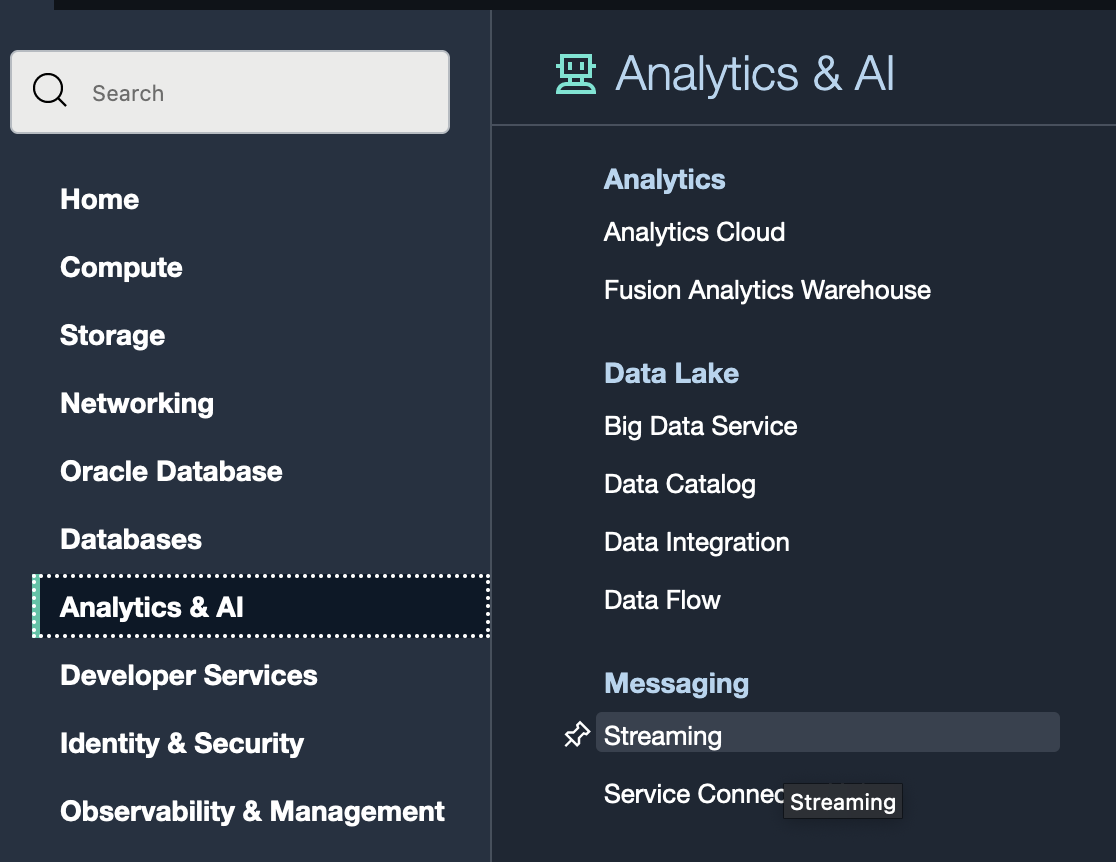 Search
Home
Compute
Storage
Networking
Oracle Database
Databases
Analytics & AI
Developer Services
Identity & Security
Observability & Management
Analytics & AI
Analytics
Analytics Cloud
Fusion Analytics Warehouse
Data Lake
Big Data Service
Data Catalog
Data Integration
Data Flow
Messaging
Streaming
Service Connec
Streaming